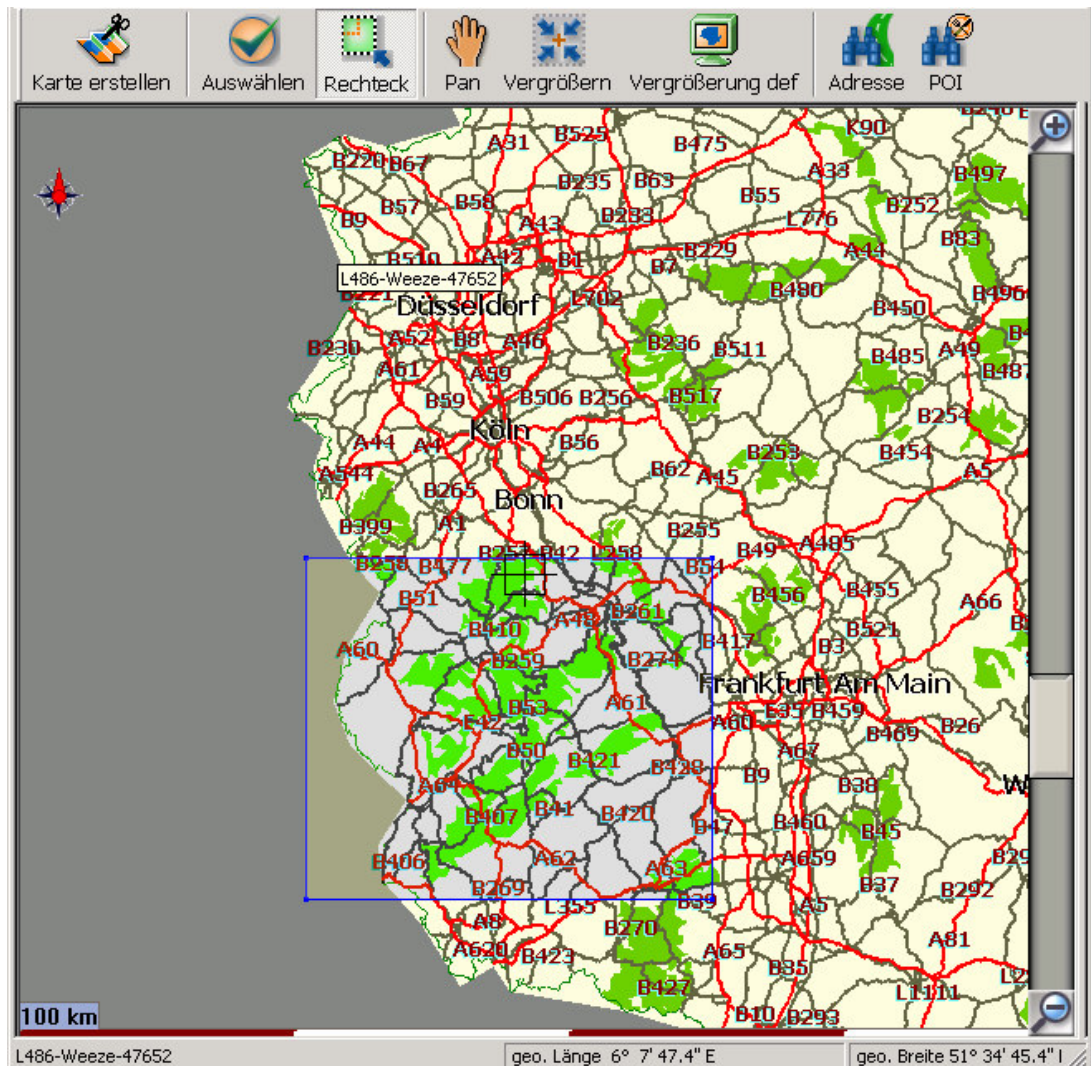 Karte erstellen Auswählen Rechteck Pan Vergrößern Vergrößerung def Adresse POI
A31 B525 B475 K90
B220 B67 A33
B235 B63 B55 B497
B9 B57 B58 A43 B233 L776 B252
B510 A42 B1 B7 B229 A44 B83
L486-Weeze-47652
B221 L702 B480 B496
Düsseldorf B450
B230 A52 B8 A46 B236 B511 B485 A49
A61 A59 B487
B59 B506 B256 B517 B254
Köln
A44 A4 B56 B253 B454
A544 B265 B62 A45 A5
Bonn
B399 A1 B255
B258 B477 B257 B42 L258 B54 B49 A485
B51 A48 B261 B456 B455 A66
B410 B417 B521
A60 B259 B274 B3
Frankfurt Am Main
B53 A61
E42 A60 E35 B459 B26
B50 B421 B428 A67 B469
A64 B9 B38
B407 B41 B420 B47 B460 B45
B406 A62 A63 A659
B269 B39 B37 B292
L355 A5
A8 B270
A620 B423 A65 B35 A81
B427 L1111
B10 B293
100 km
L486-Weeze-47652 geo. Länge 6° 7' 47.4" E geo. Breite 51° 34' 45.4"